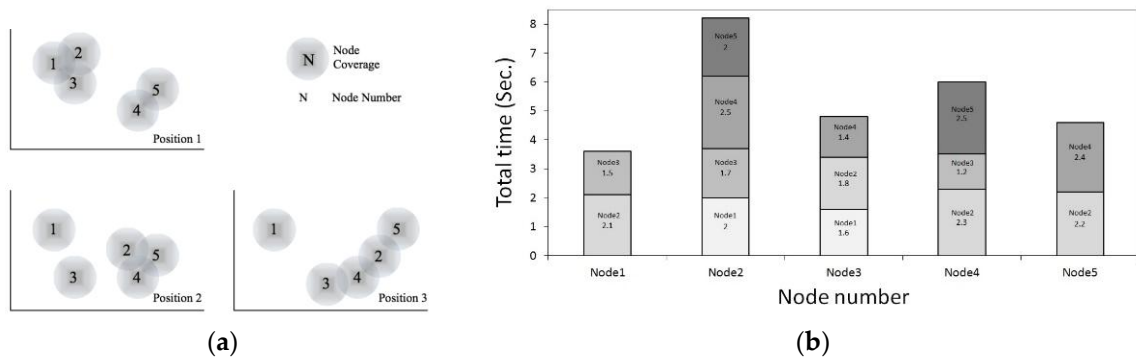 1
2
3
5
4
Position 1
N
Node
Coverage
N Node Number
1
2
5
3
4
Position 2
1
5
2
3
4
Position 3
(a)
Total time (Sec.)
8
7
6
5
4
3
2
1
0
Node3
1.5
Node2
2.1
Node5
2
Node4
2.5
Node3
1.7
Node1
2
Node4
1.4
Node2
1.8
Node1
1.6
Node5
2.5
Node3
1.2
Node2
2.3
Node4
2.4
Node2
2.2
Node1 Node2 Node3 Node4 Node5
Node number
(b)